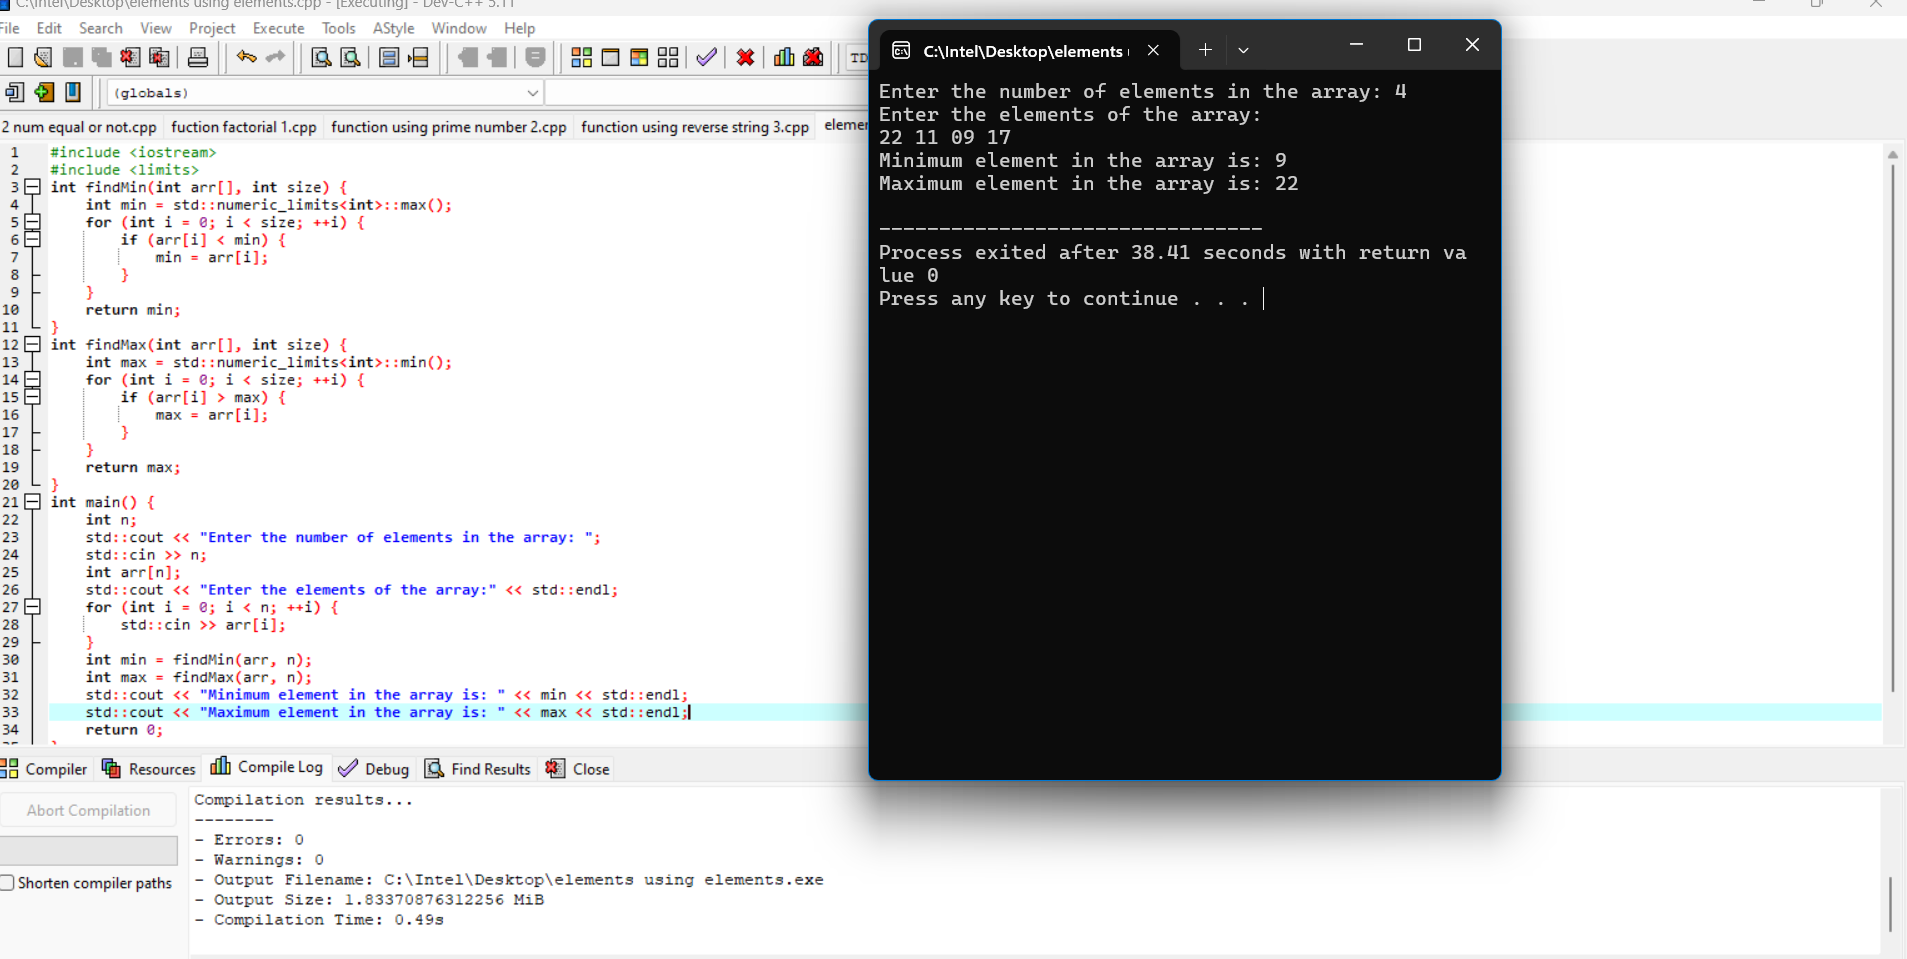 C:\Intel\Desktop\elements using elements.cpp - [Executing] - Dev-C++ 5.11
File Edit Search View Project Execute Tools AStyle Window Help
TD
(globals)
2 num equal or not.cpp fuction factorial 1.cpp function using prime number 2.cpp function using reverse string 3.cpp elemen
1 #include <iostream>
2 #include <limits>
3 int findMin(int arr[], int size) {
4 int min = std::numeric_limits<int>::max();
5 for (int i = 0; i < size; ++i) {
6 if (arr[i] < min) {
7 min = arr[i];
8 }
9 }
10 return min;
11 }
12 int findMax(int arr[], int size) {
13 int max = std::numeric_limits<int>::min();
14 for (int i = 0; i < size; ++i) {
15 if (arr[i] > max) {
16 max = arr[i];
17 }
18 }
19 return max;
20 }
21 int main() {
22 int n;
23 std::cout << "Enter the number of elements in the array: ";
24 std::cin >> n;
25 int arr[n];
26 std::cout << "Enter the elements of the array:" << std::endl;
27 for (int i = 0; i < n; ++i) {
28 std::cin >> arr[i];
29 }
30 int min = findMin(arr, n);
31 int max = findMax(arr, n);
32 std::cout << "Minimum element in the array is: " << min << std::endl;
33 std::cout << "Maximum element in the array is: " << max << std::endl;
34 return 0;
35 }
C:\Intel\Desktop\elements
Enter the number of elements in the array: 4
Enter the elements of the array:
22 11 09 17
Minimum element in the array is: 9
Maximum element in the array is: 22
--------------------------------
Process exited after 38.41 seconds with return va
lue 0
Press any key to continue . . .
Compiler Resources Compile Log Debug Find Results Close
Abort Compilation
Shorten compiler paths
Compilation results...
--------
- Errors: 0
- Warnings: 0
- Output Filename: C:\Intel\Desktop\elements using elements.exe
- Output Size: 1.83370876312256 MiB
- Compilation Time: 0.49s